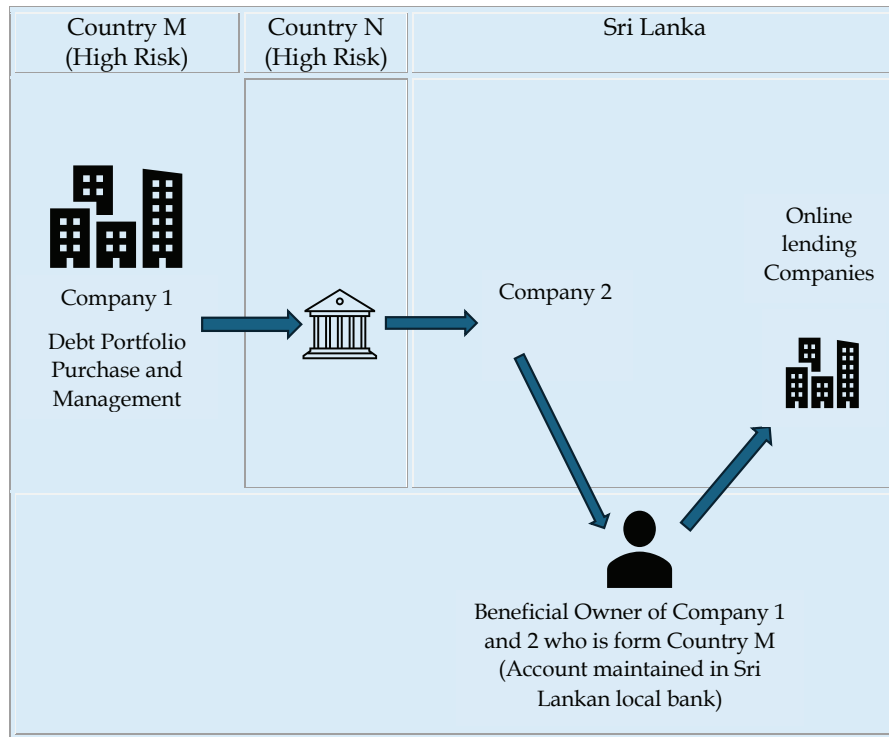 Country M
(High Risk)
Country N
(High Risk)
Sri Lanka
Company 1
Debt Portfolio
Purchase and
Management
Company 2
Online
lending
Companies
Beneficial Owner of Company 1
and 2 who is form Country M
(Account maintained in Sri
Lankan local bank)